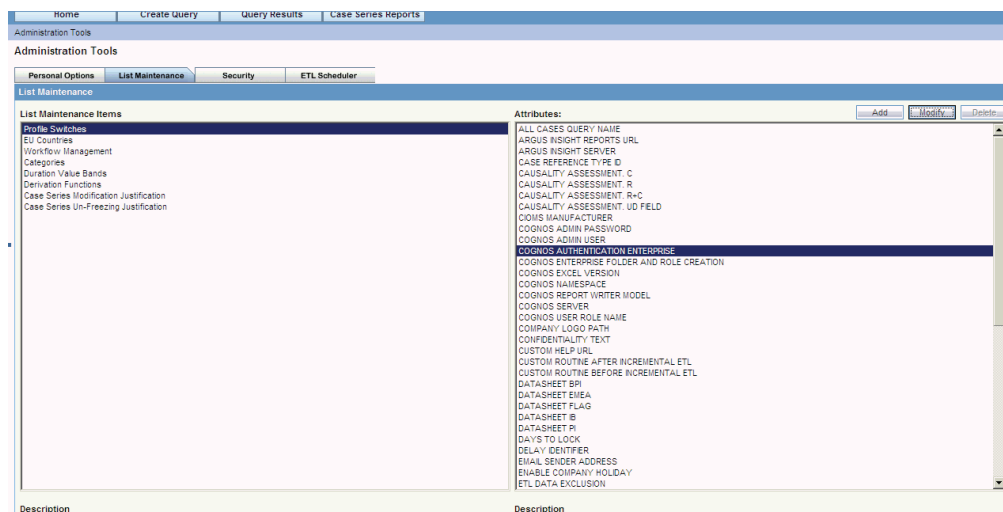 Home Create Query Query Results Case Series Reports
Administration Tools
Administration Tools
Personal Options List Maintenance Security ETL Scheduler
List Maintenance
List Maintenance Items
Profile Switches
EU Countries
Workflow Management
Categories
Duration Value Bands
Derivation Functions
Case Series Modification Justification
Case Series Un-Freezing Justification
Description
Attributes: Add Modify Delete
ALL CASES QUERY NAME
ARGUS INSIGHT REPORTS URL
ARGUS INSIGHT SERVER
CASE REFERENCE TYPE ID
CAUSALITY ASSESSMENT. C
CAUSALITY ASSESSMENT. R
CAUSALITY ASSESSMENT. R+C
CAUSALITY ASSESSMENT. UD FIELD
CIOMS MANUFACTURER
COGNOS ADMIN PASSWORD
COGNOS ADMIN USER
COGNOS AUTHENTICATION ENTERPRISE
COGNOS ENTERPRISE FOLDER AND ROLE CREATION
COGNOS EXCEL VERSION
COGNOS NAMESPACE
COGNOS REPORT WRITER MODEL
COGNOS SERVER
COGNOS USER ROLE NAME
COMPANY LOGO PATH
CONFIDENTIALITY TEXT
CUSTOM HELP URL
CUSTOM ROUTINE AFTER INCREMENTAL ETL
CUSTOM ROUTINE BEFORE INCREMENTAL ETL
DATASHEET BPI
DATASHEET EMEA
DATASHEET FLAG
DATASHEET IB
DATASHEET PI
DAYS TO LOCK
DELAY IDENTIFIER
EMAIL SENDER ADDRESS
ENABLE COMPANY HOLIDAY
ETL DATA EXCLUSION
Description